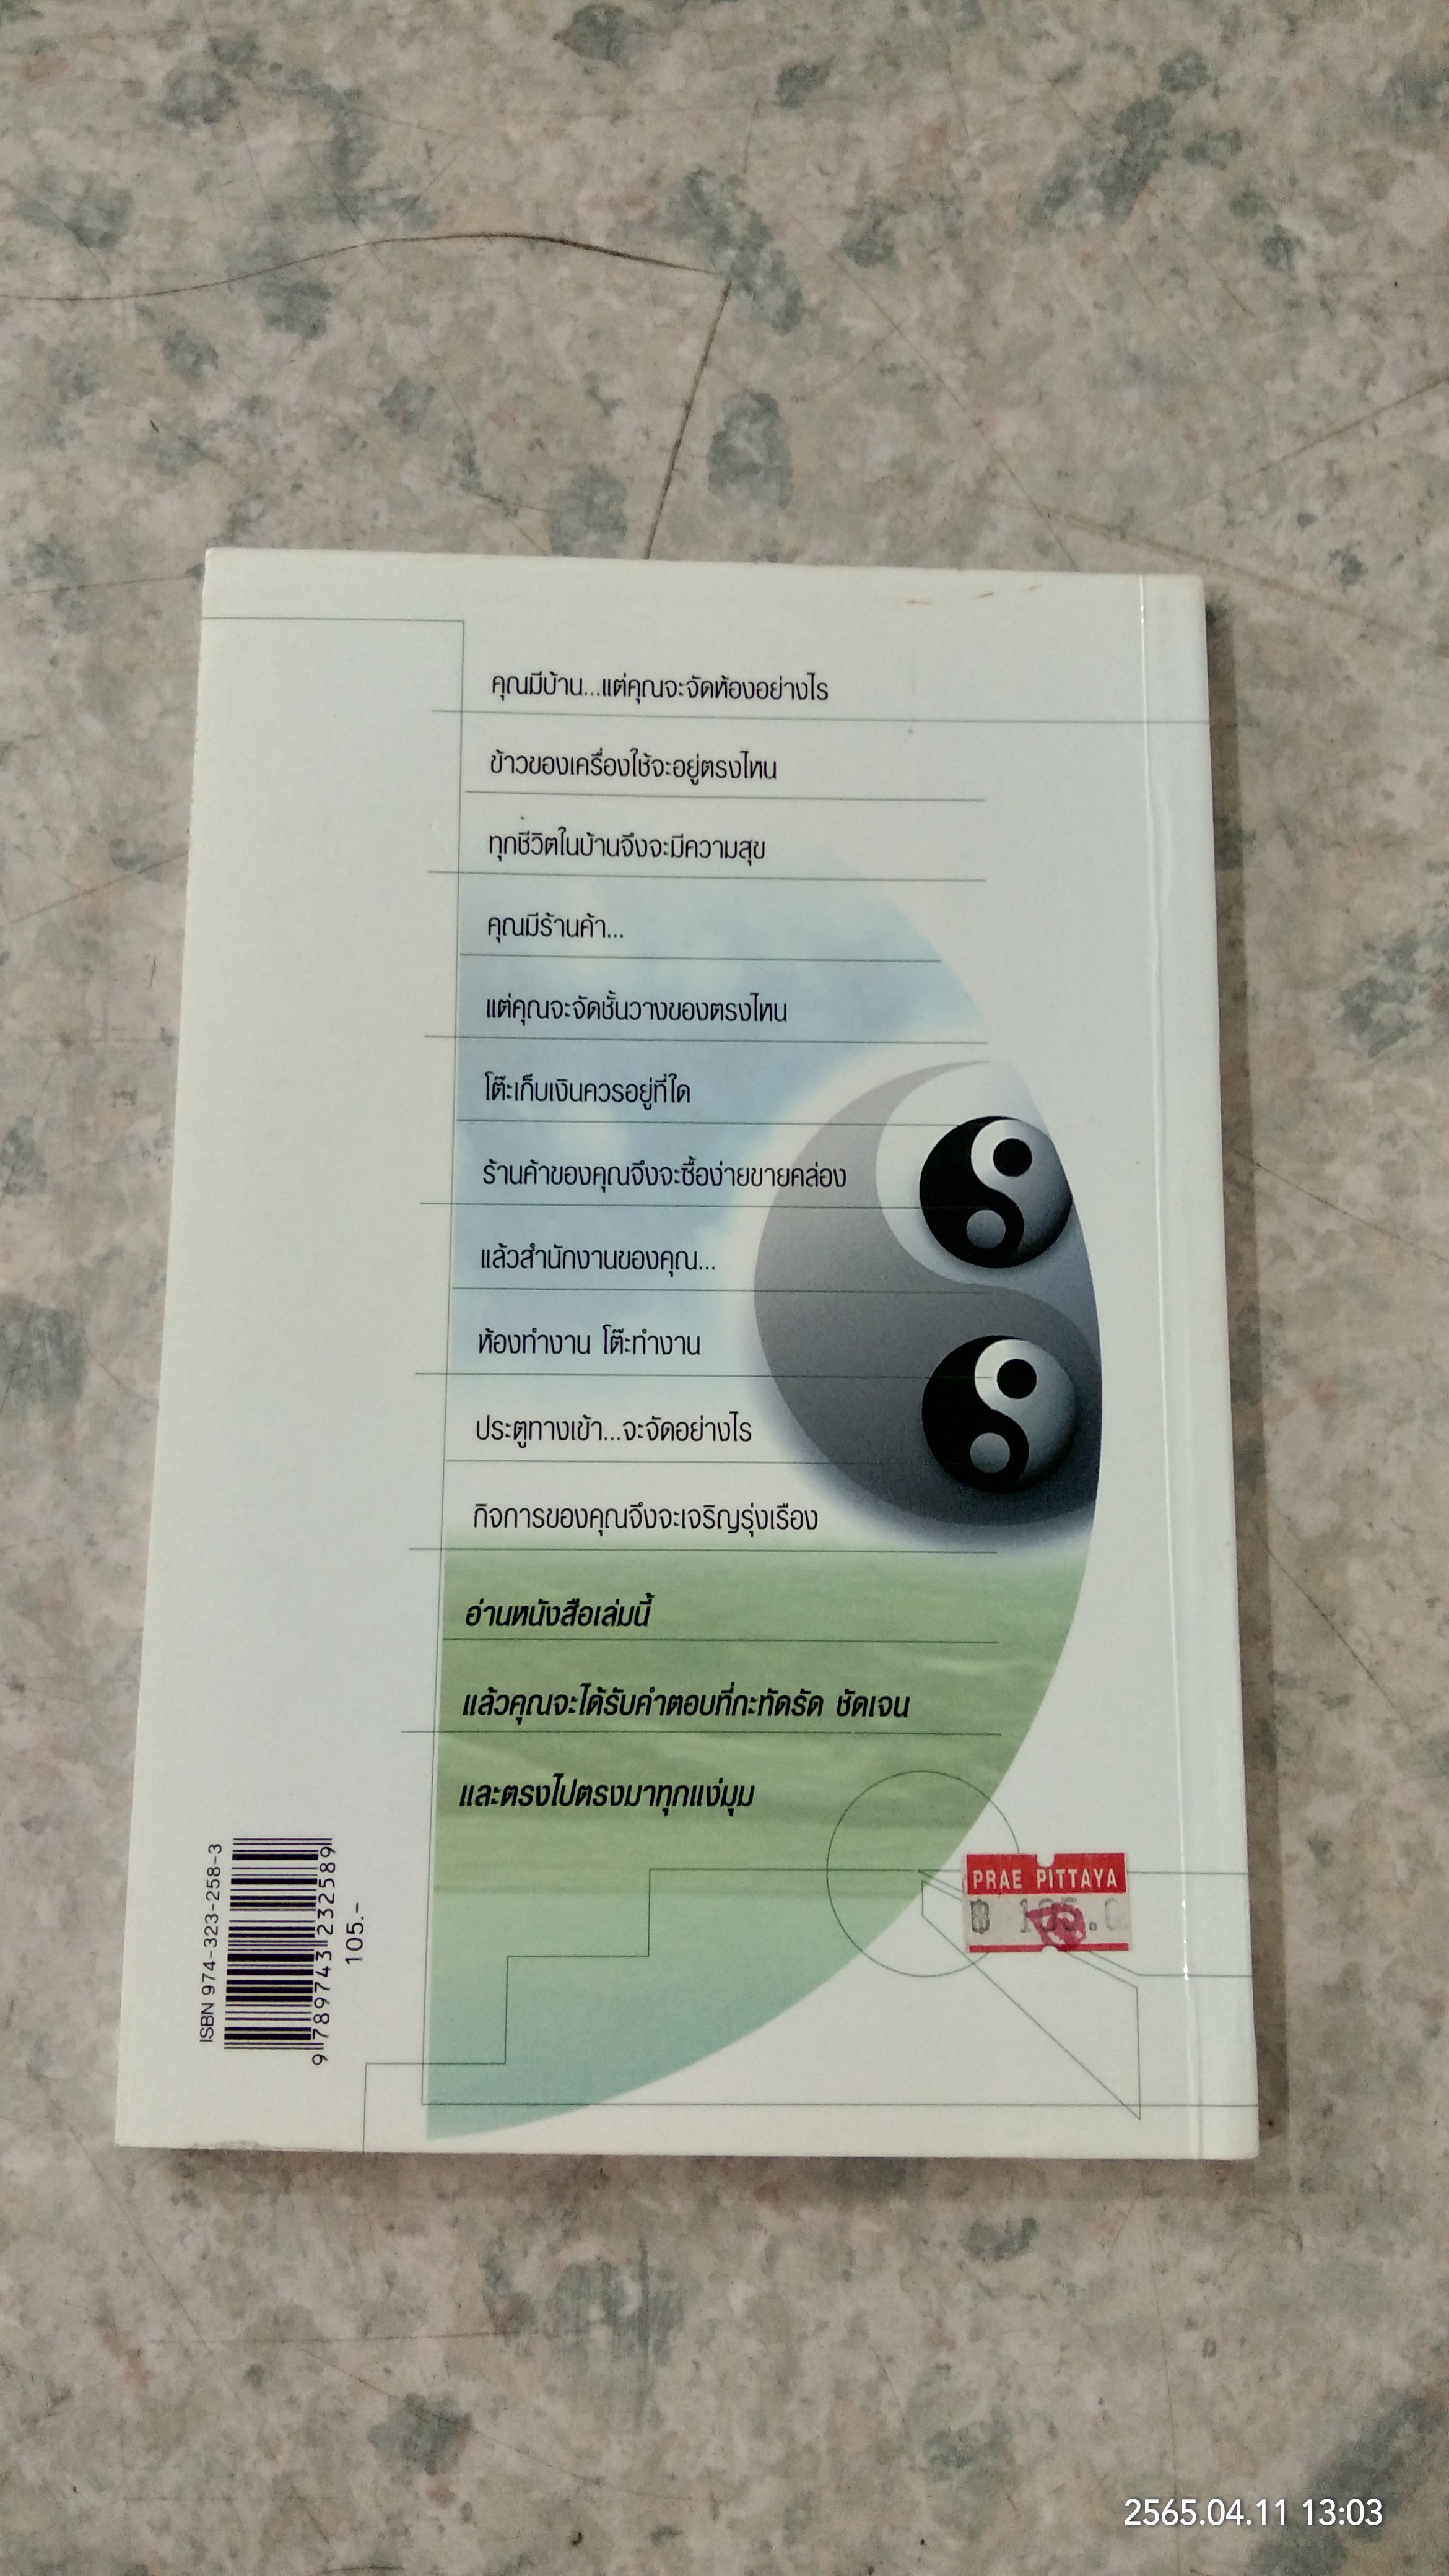 คุณมีบ้าน...แต่คุณจะจัดห้องอย่างไร
ข้าวของเครื่องใช้จะอยู่ตรงไหน
ทุกชีวิตในบ้านจึงจะมีความสุข
คุณมีร้านค้า...
แต่คุณจะจัดชั้นวางของตรงไหน
โต๊ะเก็บเงินควรอยู่ที่ใด
ร้านค้าของคุณจึงจะซื้อง่ายขายคล่อง
แล้วสำนักงานของคุณ...
ห้องทำงาน โต๊ะทำงาน
ประตูทางเข้า...จะจัดอย่างไร
กิจการของคุณจึงจะเจริญรุ่งเรือง
อ่านหนังสือเล่มนี้
แล้วคุณจะได้รับคำตอบที่กะทัดรัด ชัดเจน
และตรงไปตรงมาทุกแง่มุม
ISBN 974-323-258-3
9 789743 232589
105.-
PRAE PITTAYA
2565.04.11 13:03